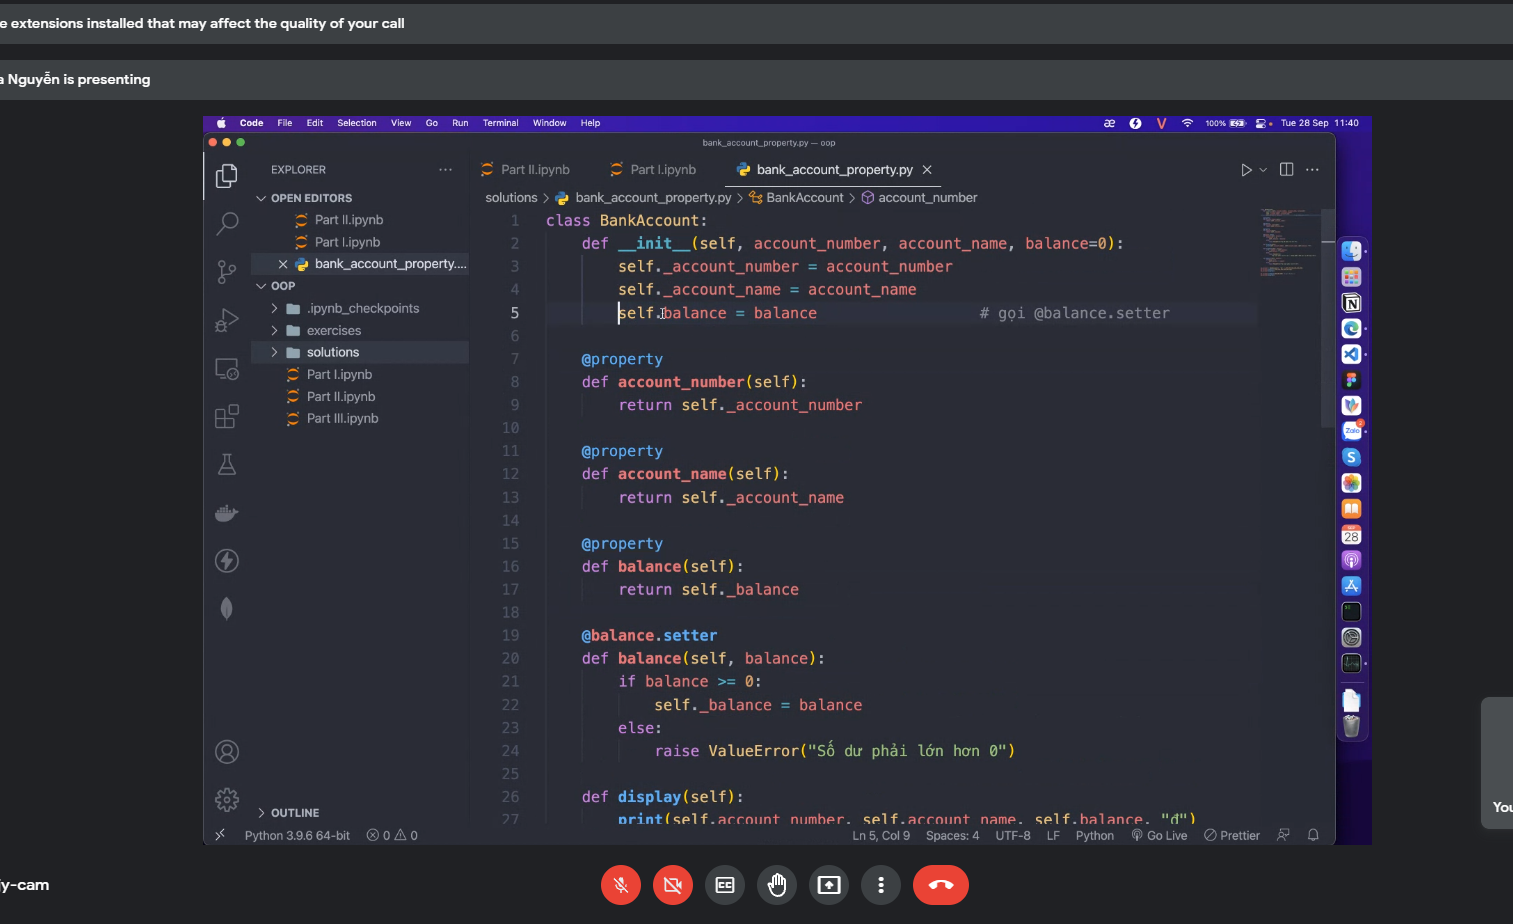 e extensions installed that may affect the quality of your call
a Nguyễn is presenting
Code File Edit Selection View Go Run Terminal Window Help
100% Tue 28 Sep 11:40
bank_account_property.py — oop
EXPLORER
Part II.ipynb Part I.ipynb bank_account_property.py
OPEN EDITORS
Part II.ipynb
Part I.ipynb
bank_account_property....
OOP
.ipynb_checkpoints
exercises
solutions
Part I.ipynb
Part II.ipynb
Part III.ipynb
OUTLINE
solutions > bank_account_property.py > BankAccount > account_number
1 class BankAccount:
2 def __init__(self, account_number, account_name, balance=0):
3 self._account_number = account_number
4 self._account_name = account_name
5 self.balance = balance # gọi @balance.setter
6
7 @property
8 def account_number(self):
9 return self._account_number
10
11 @property
12 def account_name(self):
13 return self._account_name
14
15 @property
16 def balance(self):
17 return self._balance
18
19 @balance.setter
20 def balance(self, balance):
21 if balance >= 0:
22 self._balance = balance
23 else:
24 raise ValueError("Số dư phải lớn hơn 0")
25
26 def display(self):
27 print(self.account_number, self.account_name, self.balance, "đ")
Zalo
28
Python 3.9.6 64-bit 0 0 Ln 5, Col 9 Spaces: 4 UTF-8 LF Python Go Live Prettier
You
y-cam